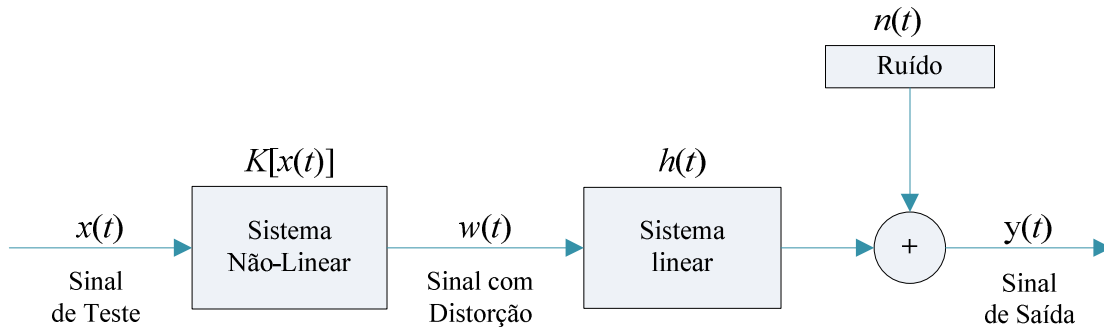 n(t)
Ruído
K[x(t)]
h(t)
x(t)
Sistema
Não-Linear
w(t)
Sistema
linear
+
y(t)
Sinal
de Teste
Sinal com
Distorção
Sinal
de Saída